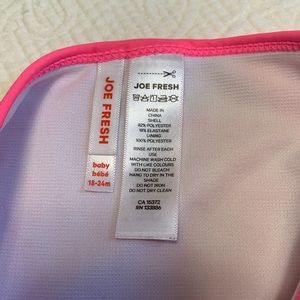 JOE FRESH
baby
bébé
18-24m
JOE FRESH
MADE IN
CHINA
SHELL
82% POLYESTER
18% ELASTANE
LINING
100% POLYESTER
RINSE AFTER EACH
USE
MACHINE WASH COLD
WITH LIKE COLOURS
DO NOT BLEACH
HANG TO DRY IN THE
SHADE
DO NOT IRON
DO NOT DRY CLEAN
CA 15372
RN 133886